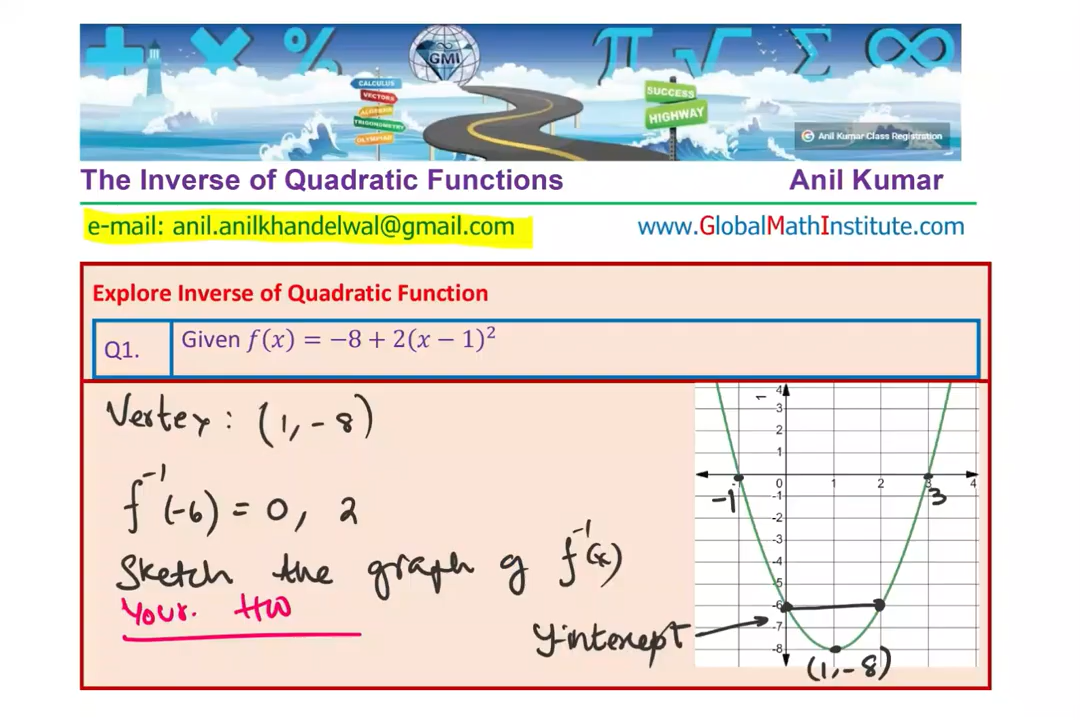 GMI
CALCULUS
VECTORS
TRIGONOMETRY
SUCCESS
HIGHWAY
G Anil Kumar Class Registration
The Inverse of Quadratic Functions Anil Kumar
e-mail: anil.anilkhandelwal@gmail.com www.GlobalMathInstitute.com
Explore Inverse of Quadratic Function
Q1. Given f(x) = −8 + 2(x − 1)²
Vertex: (1, -8)
f⁻¹(-6) = 0, 2
Sketch the graph of f⁻¹(x)
Your. HW
y-intercept
4
3
2
1
0 1 2 3 4
-1
-2
-3
-4
-5
-6
-7
-8
-1
3
(1, -8)